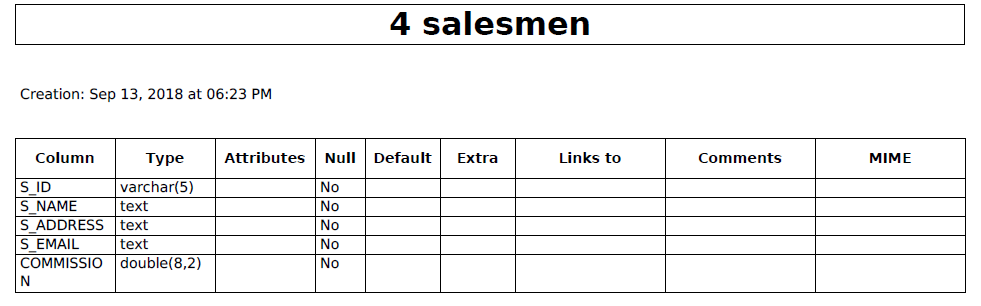 4 salesmen
Creation: Sep 13, 2018 at 06:23 PM
Column Type Attributes Null Default Extra Links to Comments MIME
S_ID varchar(5) No
S_NAME text No
S_ADDRESS text No
S_EMAIL text No
COMMISSIO double(8,2) No
N